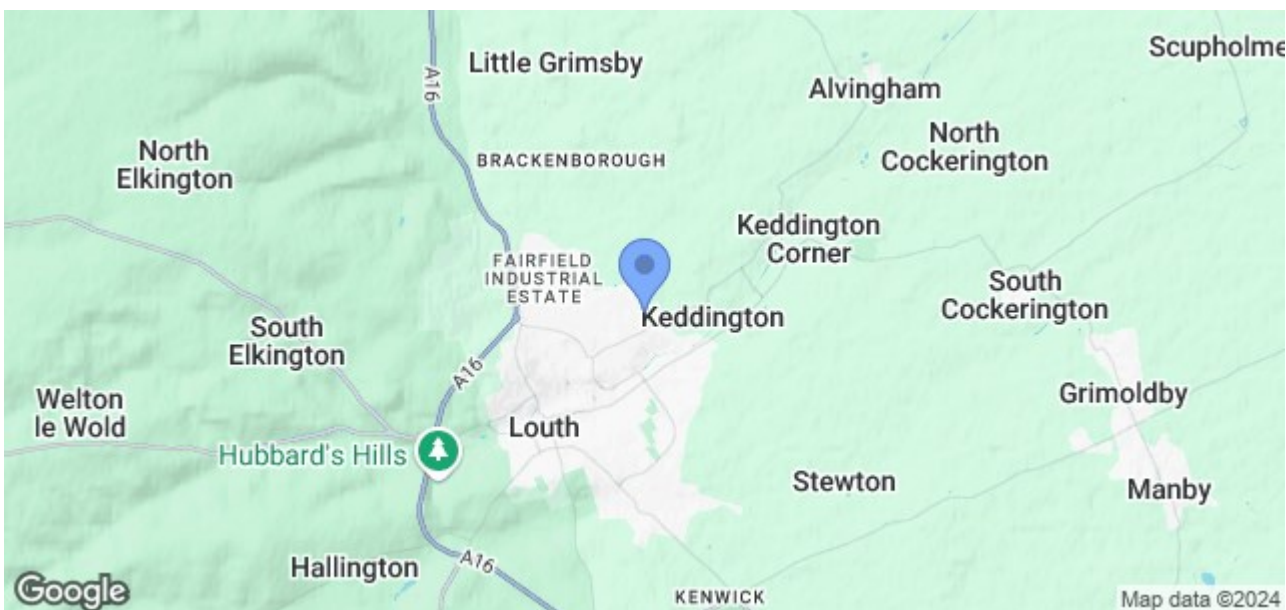 Little Grimsby
Scupholme
Alvingham
A16
North
Elkington
BRACKENBOROUGH
North
Cockerington
Keddington
Corner
FAIRFIELD
INDUSTRIAL
ESTATE
South
Cockerington
Keddington
South
Elkington
A16
Welton
le Wold
Grimoldby
Louth
Hubbard's Hills
Stewton
Manby
Hallington
A16
KENWICK
Google
Map data ©2024